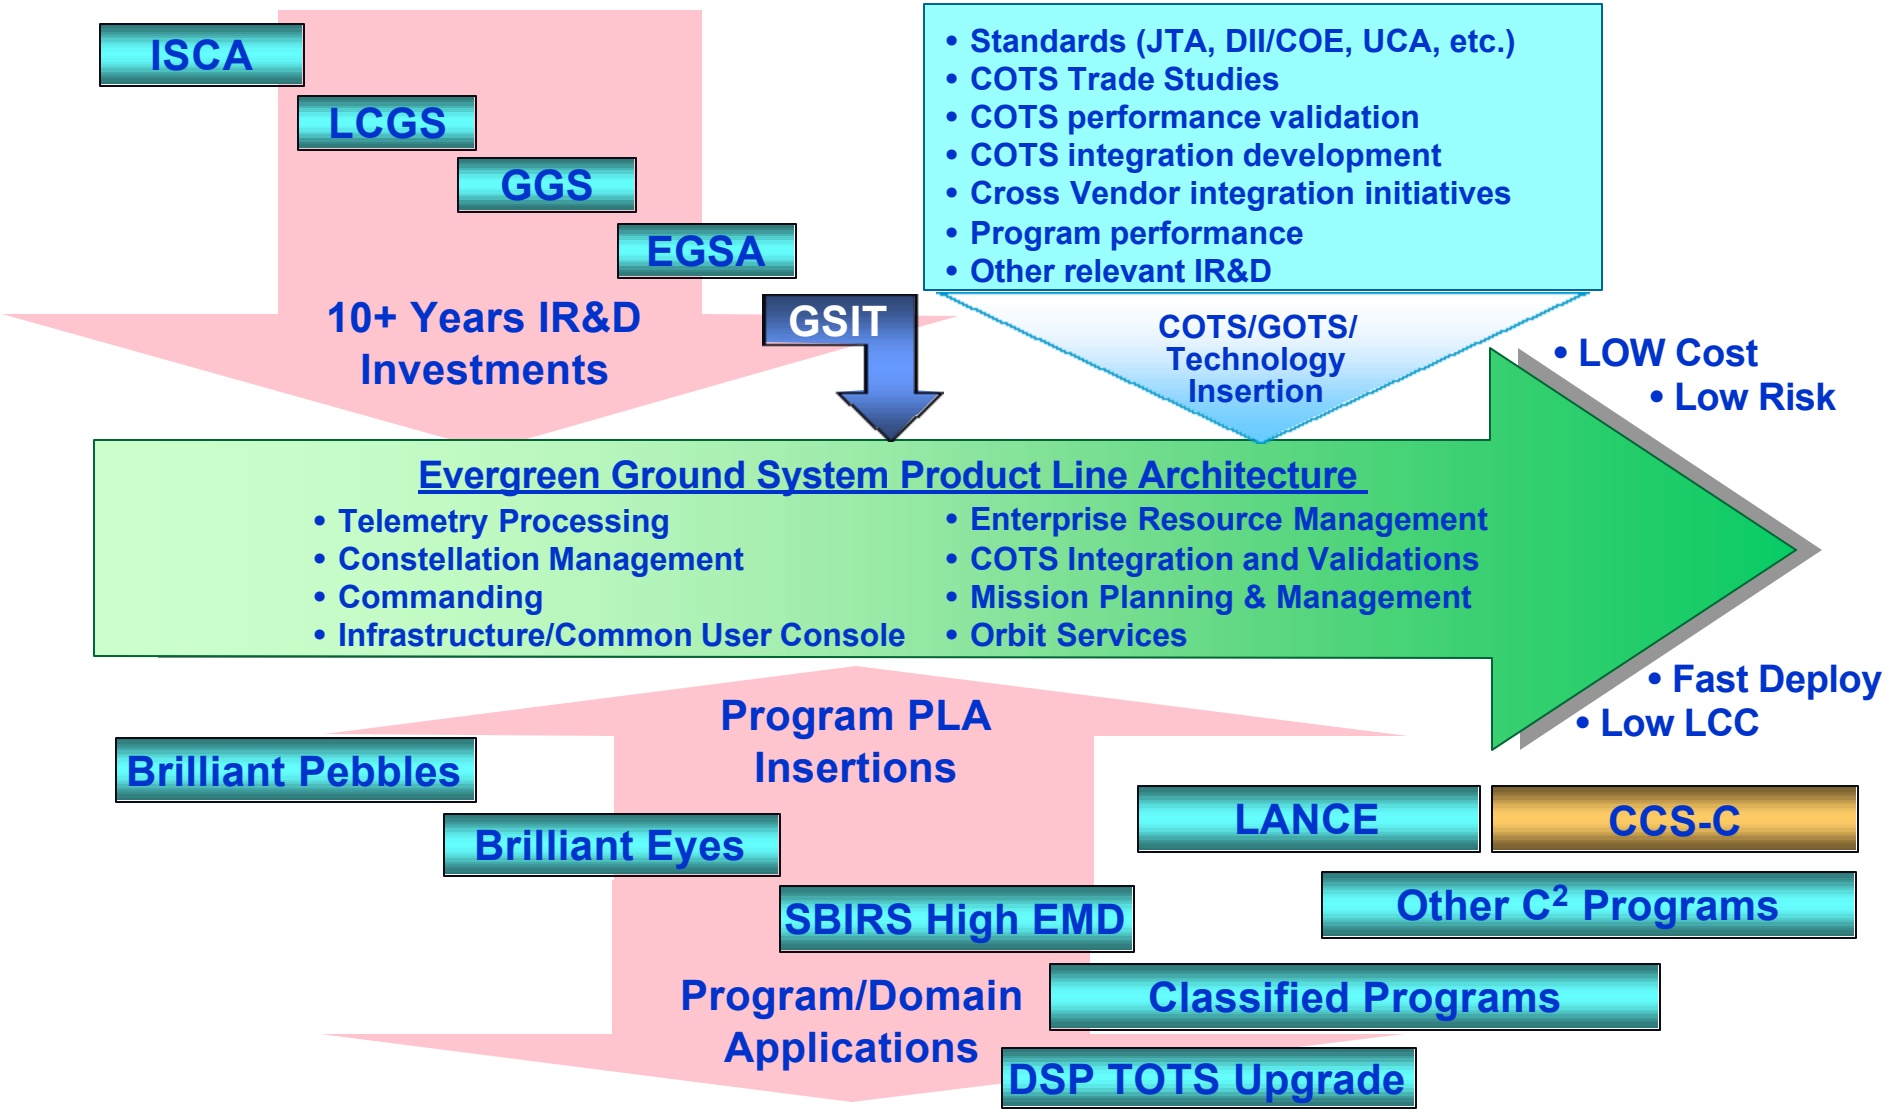 ISCA
LCGS
GGS
EGSA
10+ Years IR&D
Investments
GSIT
• Standards (JTA, DII/COE, UCA, etc.)
• COTS Trade Studies
• COTS performance validation
• COTS integration development
• Cross Vendor integration initiatives
• Program performance
• Other relevant IR&D
COTS/GOTS/
Technology
Insertion
• LOW Cost
• Low Risk
Evergreen Ground System Product Line Architecture
• Telemetry Processing
• Constellation Management
• Commanding
• Infrastructure/Common User Console
• Enterprise Resource Management
• COTS Integration and Validations
• Mission Planning & Management
• Orbit Services
• Fast Deploy
• Low LCC
Program PLA
Insertions
Brilliant Pebbles
Brilliant Eyes
SBIRS High EMD
LANCE
CCS-C
Other C² Programs
Classified Programs
Program/Domain
Applications
DSP TOTS Upgrade